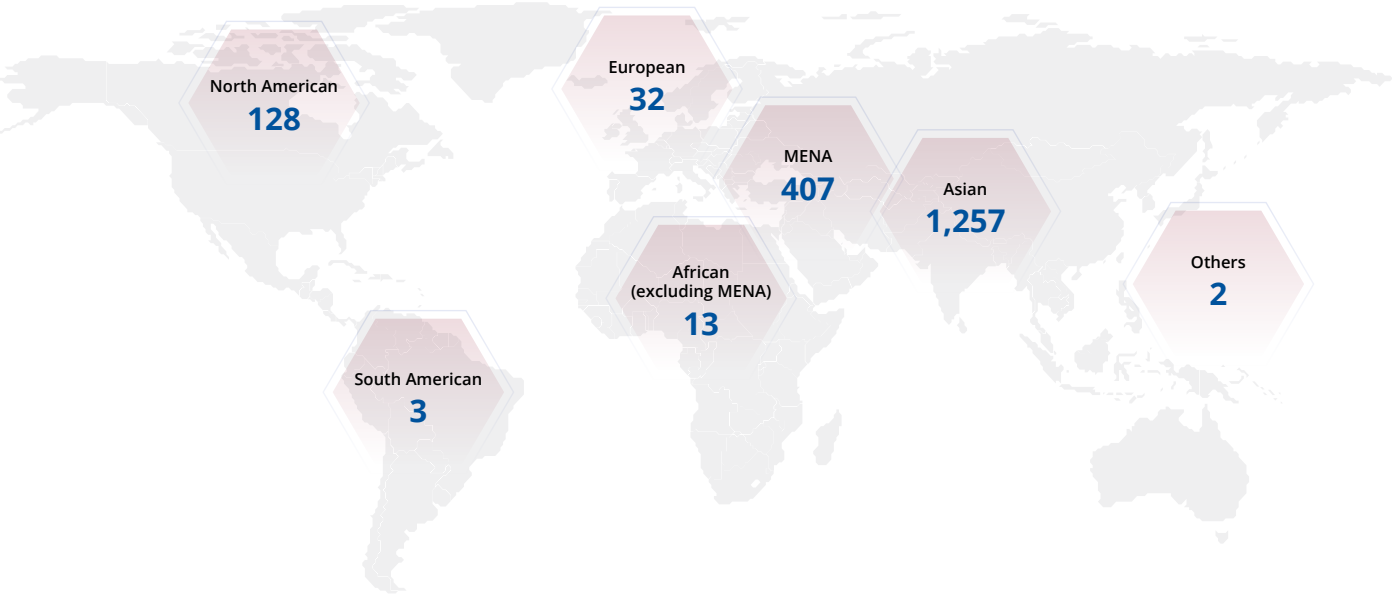 North American
128
European
32
MENA
407
Asian
1,257
Others
2
African
(excluding MENA)
13
South American
3